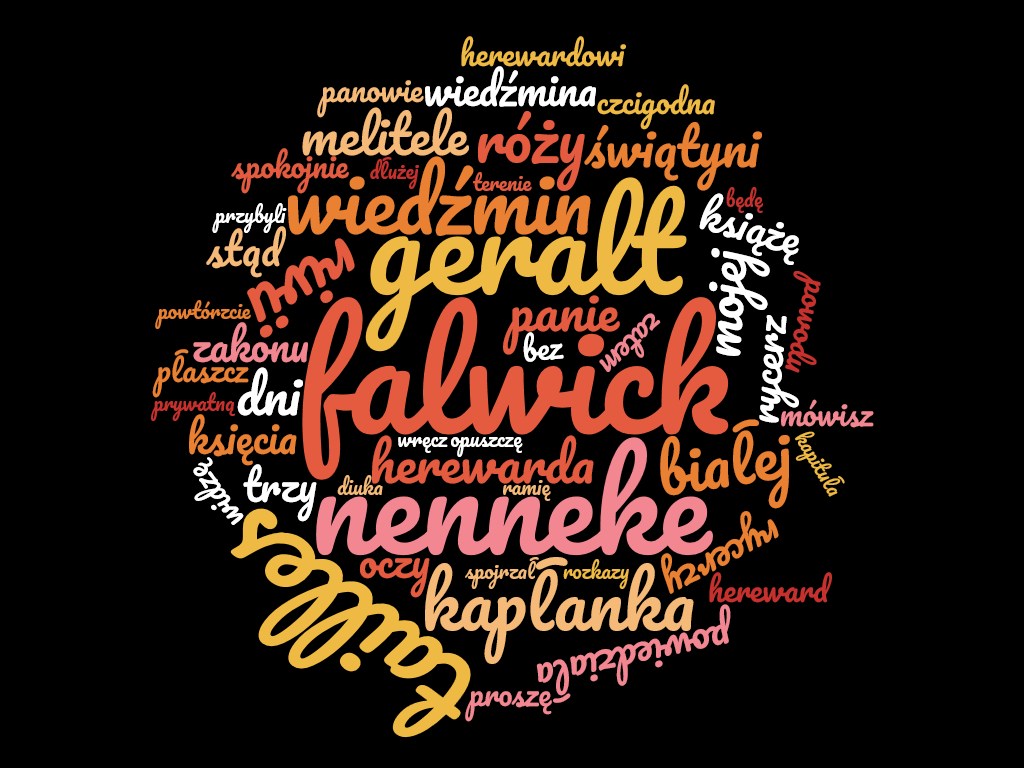 herewardowi
panowie
wiedźmina
czcigodna
melitele
róży
świątyni
spokojnie
dłużej
terenie
będę
wiedźmin
geralt
książę
przybyli
stąd
mojej
powodu
powtórzcie
falwick
panie
zatem
rycerz
zakonu
bez
płaszcz
dni
prywatną
mówisz
księcia
wręcz
opuszczę
białej
kapituła
herewarda
widzę
trzy
diuka
ramię
nenneke
rycerzy
tailles
oczy
spojrzał
rozkazy
hereward
kapłanka
powiedziała
proszę